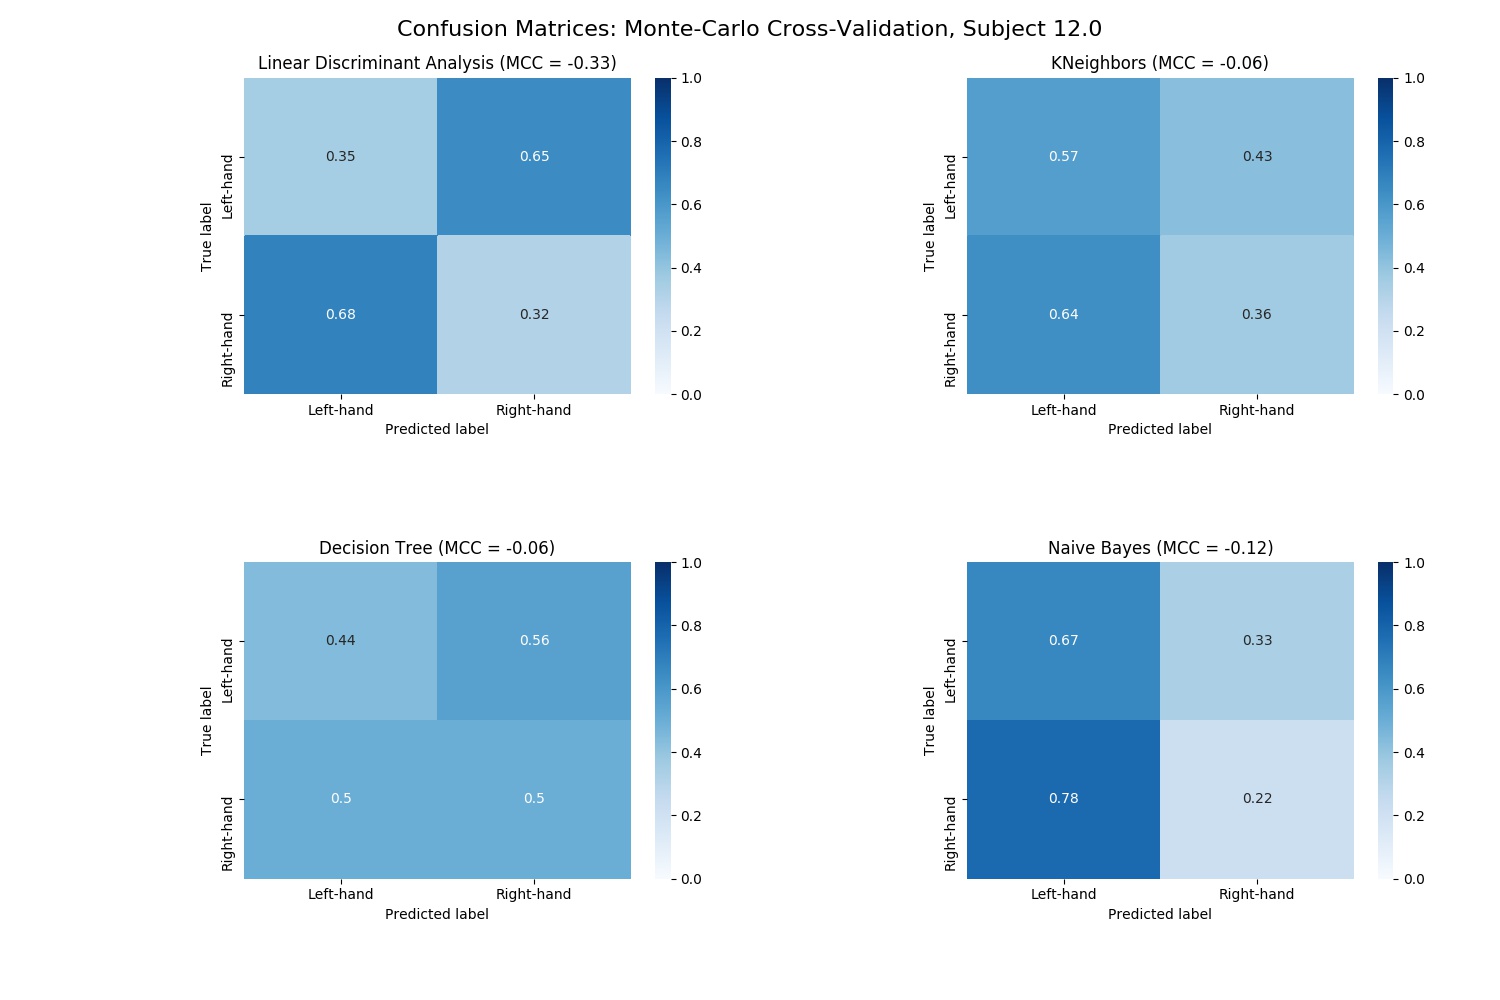 Confusion Matrices: Monte-Carlo Cross-Validation, Subject 12.0
Linear Discriminant Analysis (MCC = -0.33)
True label
Left-hand
Right-hand
0.35
0.65
0.68
0.32
Left-hand
Right-hand
Predicted label
1.0
0.8
0.6
0.4
0.2
0.0
KNeighbors (MCC = -0.06)
True label
Left-hand
Right-hand
0.57
0.43
0.64
0.36
Left-hand
Right-hand
Predicted label
1.0
0.8
0.6
0.4
0.2
0.0
Decision Tree (MCC = -0.06)
True label
Left-hand
Right-hand
0.44
0.56
0.5
0.5
Left-hand
Right-hand
Predicted label
1.0
0.8
0.6
0.4
0.2
0.0
Naive Bayes (MCC = -0.12)
True label
Left-hand
Right-hand
0.67
0.33
0.78
0.22
Left-hand
Right-hand
Predicted label
1.0
0.8
0.6
0.4
0.2
0.0